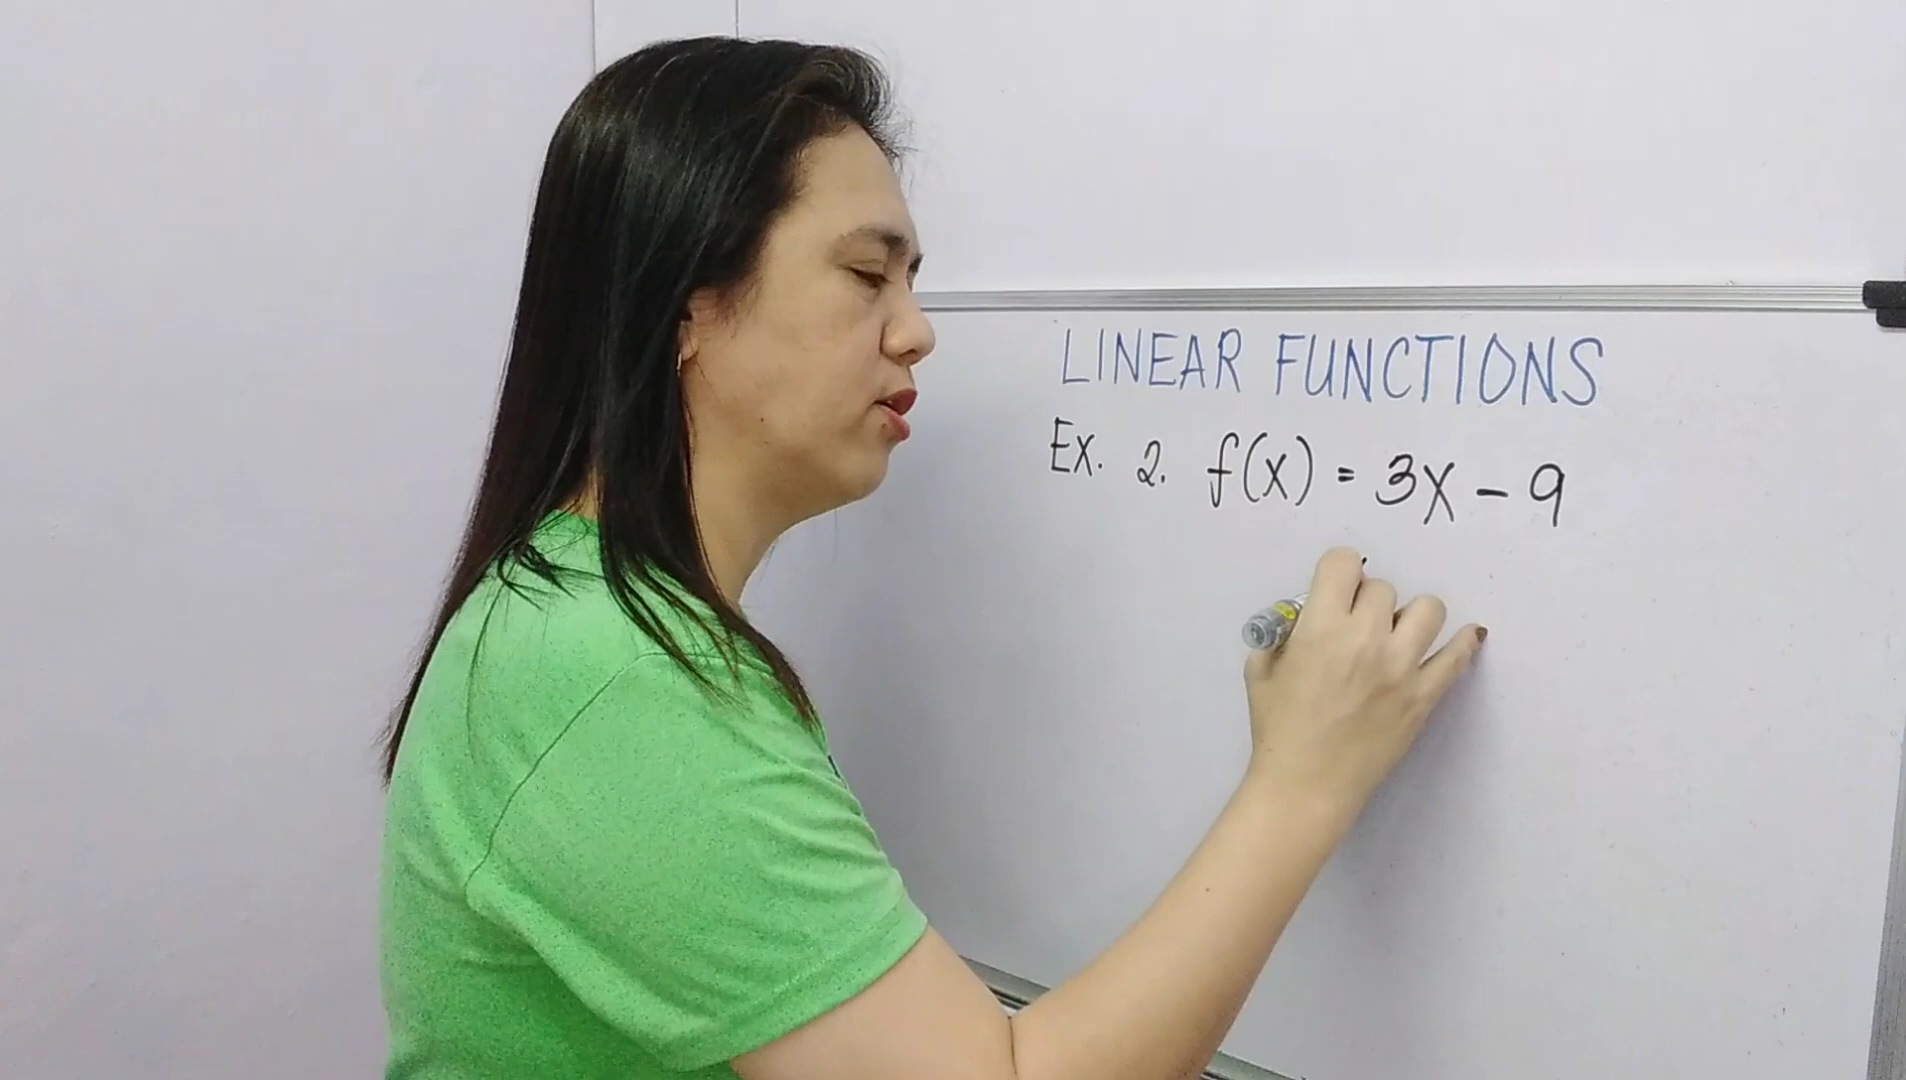 LINEAR FUNCTIONS
Ex. 2. f(x) = 3x - 9